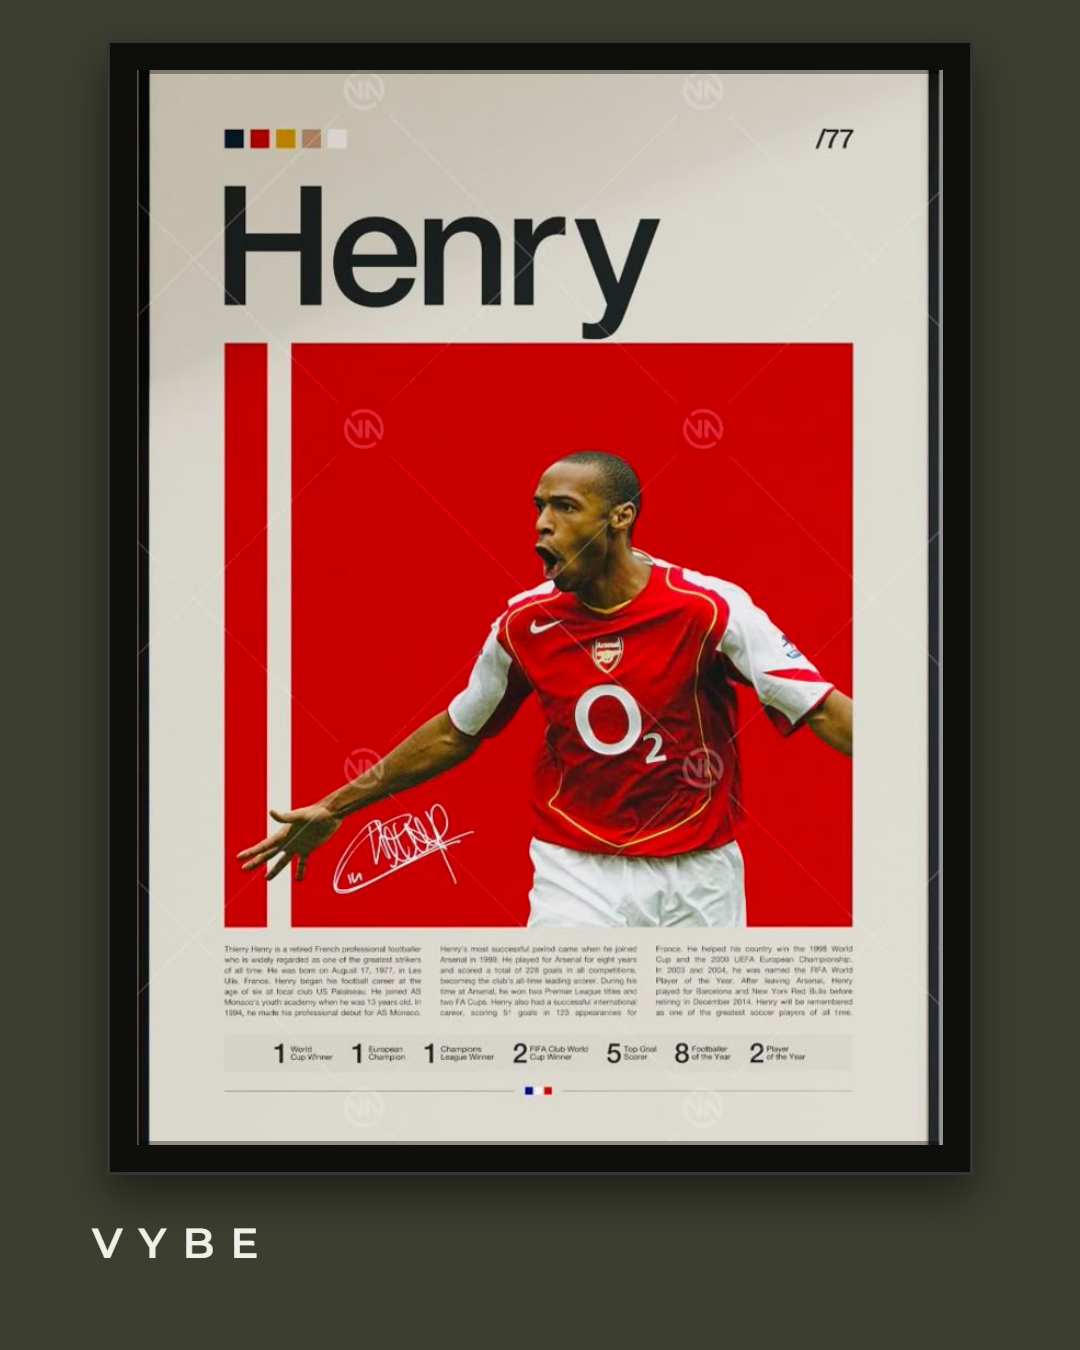 /77
Henry
Arsenal
O2
Thierry Henry is a retired French professional footballer
who is widely regarded as one of the greatest strikers
of all time. He was born on August 17, 1977, in Les
Ulis, France. Henry began his football career at the
age of six at local club US Palaiseau. He joined AS
Monaco's youth academy when he was 13 years old. In
1994, he made his professional debut for AS Monaco.
Henry's most successful period came when he joined
Arsenal in 1999. He played for Arsenal for eight years
and scored a total of 228 goals in all competitions,
becoming the club's all-time leading scorer. During his
time at Arsenal, he won two Premier League titles and
two FA Cups. Henry also had a successful international
career, scoring 51 goals in 123 appearances for
France. He helped his country win the 1998 World
Cup and the 2000 UEFA European Championship.
In 2003 and 2004, he was named the FIFA World
Player of the Year. After leaving Arsenal, Henry
played for Barcelona and New York Red Bulls before
retiring in December 2014. Henry will be remembered
as one of the greatest soccer players of all time.
1 World
Cup Winner
1 European
Champion
1 Champions
League Winner
2 FIFA Club World
Cup Winner
5 Top Goal
Scorer
8 Footballer
of the Year
2 Player
of the Year
VYBE